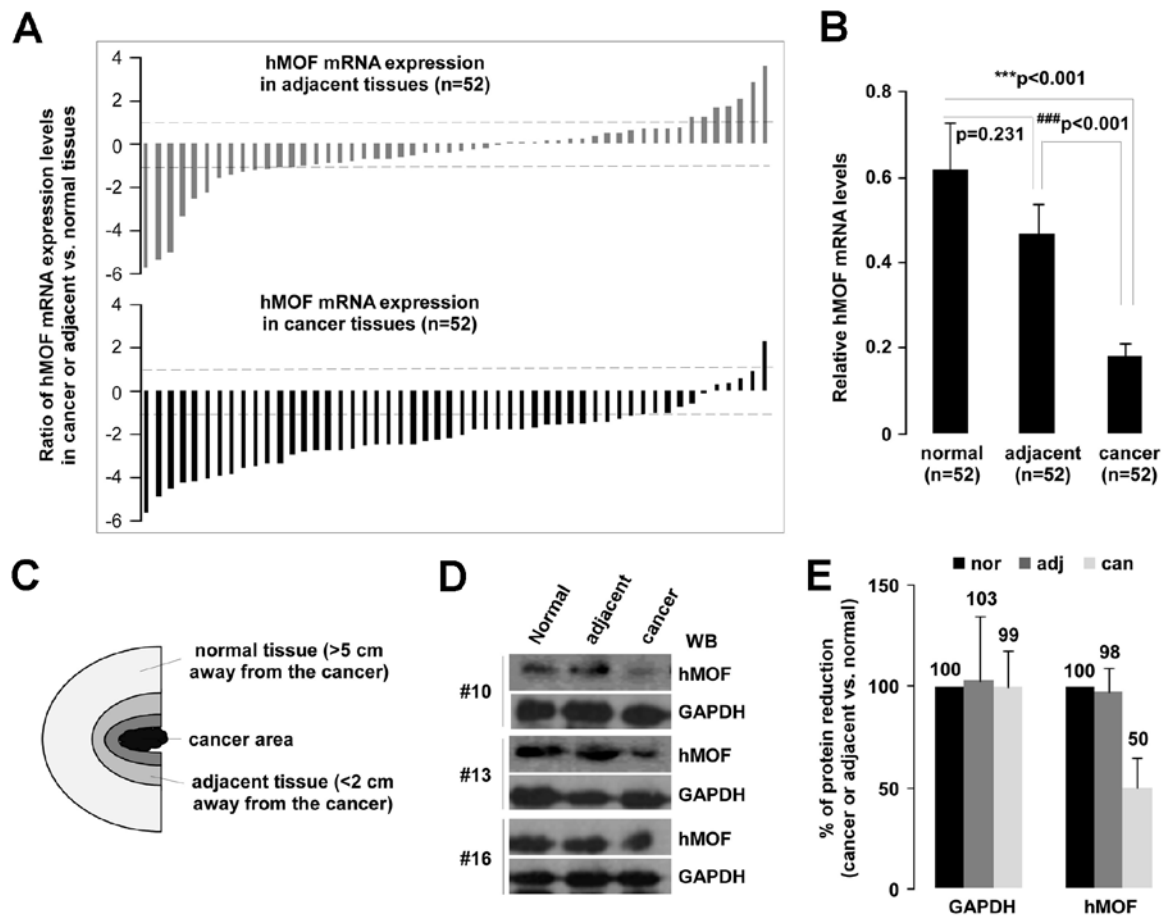 A
Ratio of hMOF mRNA expression levels
in cancer or adjacent vs. normal tissues
hMOF mRNA expression
in adjacent tissues (n=52)
4
2
0
-2
-4
-6
hMOF mRNA expression
in cancer tissues (n=52)
4
2
0
-2
-4
-6
B
Relative hMOF mRNA levels
0.8
0.6
0.4
0.2
0
***p<0.001
###p<0.001
p=0.231
normal adjacent cancer
(n=52) (n=52) (n=52)
C
normal tissue (>5 cm
away from the cancer)
cancer area
adjacent tissue (<2 cm
away from the cancer)
D
Normal adjacent cancer
WB
#10
hMOF
GAPDH
#13
hMOF
GAPDH
#16
hMOF
GAPDH
E
nor adj can
% of protein reduction
(cancer or adjacent vs. normal)
150
100
50
0
100 103 99
100 98 50
GAPDH hMOF